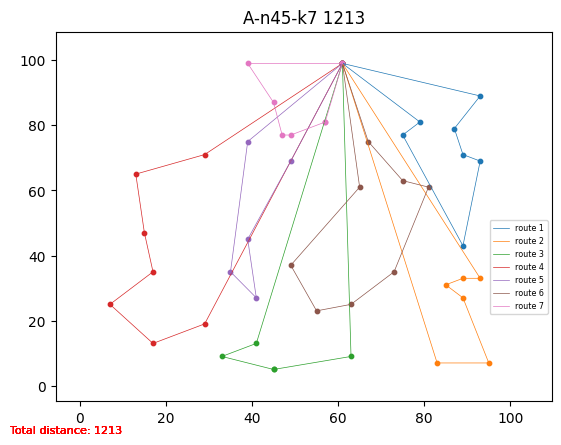 A-n45-k7 1213
100
80
60
40
20
0
0 20 40 60 80 100
route 1
route 2
route 3
route 4
route 5
route 6
route 7
Total distance: 1213